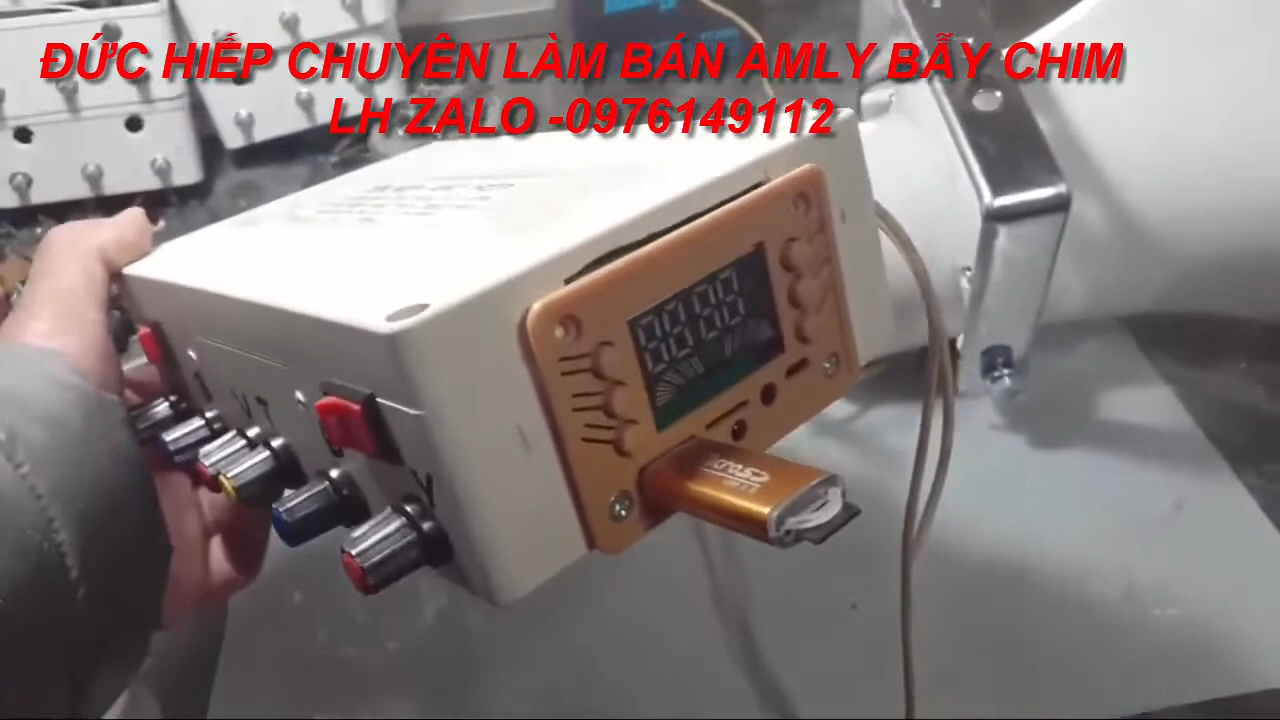 ĐỨC HIẾP CHUYÊN LÀM BÁN AMLY BẪY CHIM
LH ZALO -0976149112